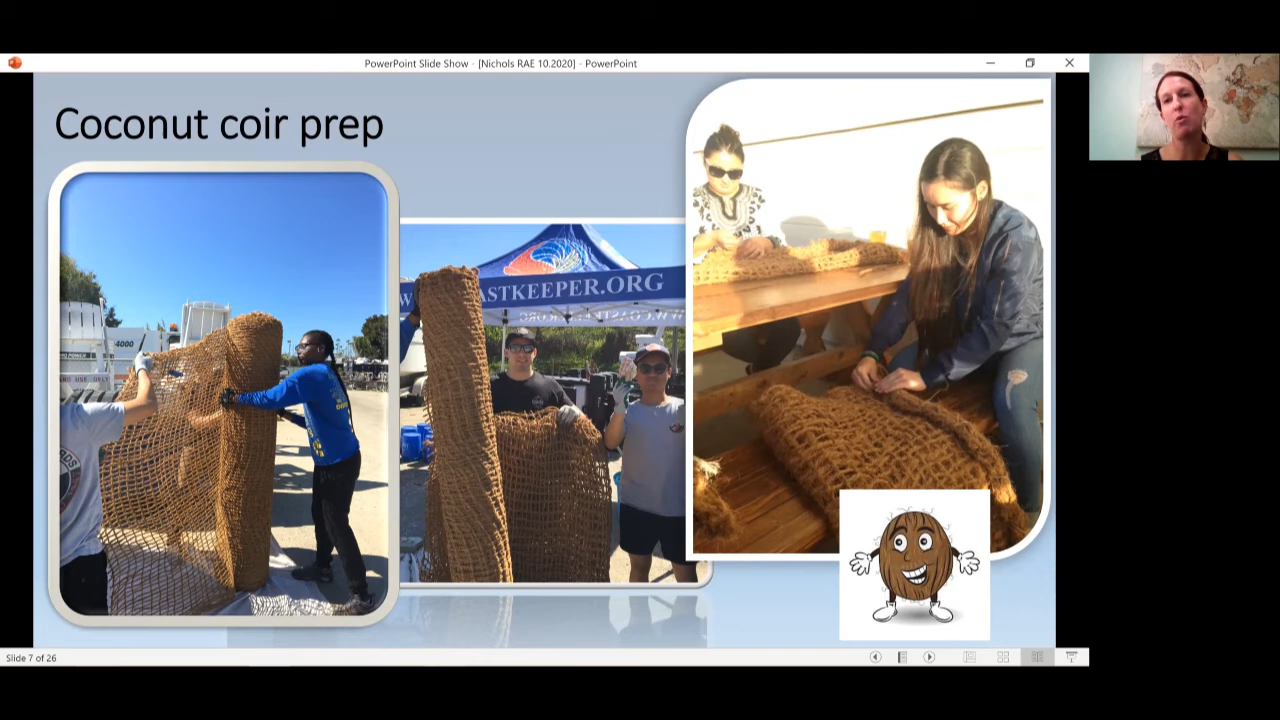 PowerPoint Slide Show - [Nichols RAE 10.2020] - PowerPoint
Coconut coir prep
ASTKEEPER.ORG
-4000
Slide 7 of 26